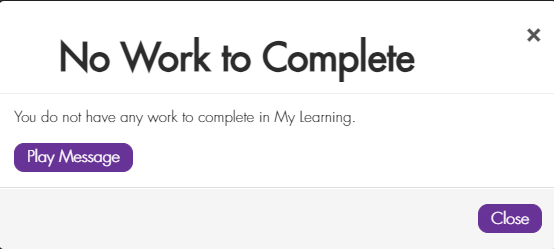 No Work to Complete
You do not have any work to complete in My Learning.
Play Message
Close